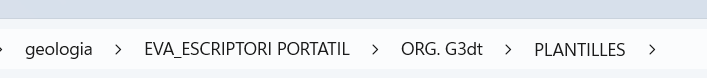 geologia > EVA_ESCRIPTORI PORTATIL > ORG. G3dt > PLANTILLES >